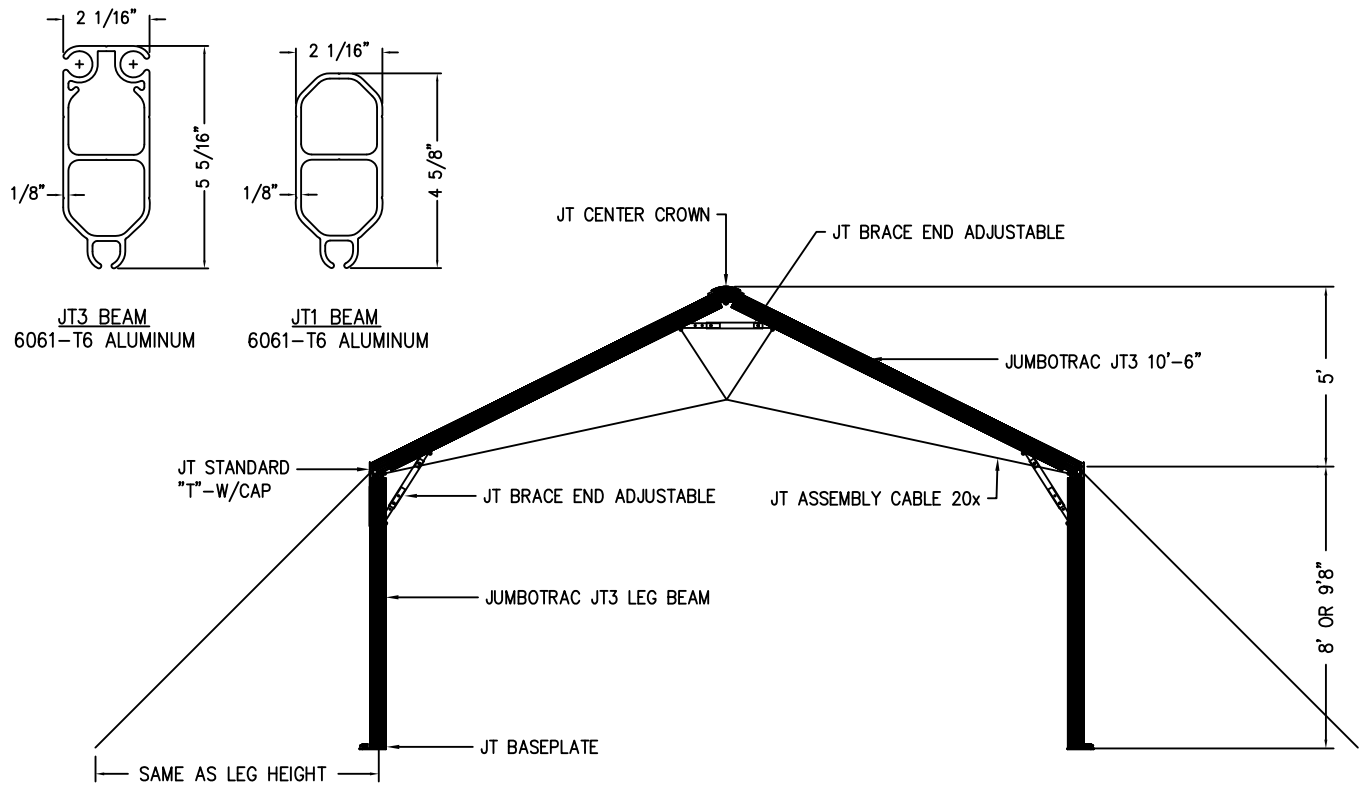 2 1/16"
5 5/16"
1/8"
JT3 BEAM
6061-T6 ALUMINUM
2 1/16"
4 5/8"
1/8"
JT1 BEAM
6061-T6 ALUMINUM
JT CENTER CROWN
JT BRACE END ADJUSTABLE
JUMBOTRAC JT3 10'-6"
5'
JT STANDARD
"T"-W/CAP
JT BRACE END ADJUSTABLE
JT ASSEMBLY CABLE 20x
JUMBOTRAC JT3 LEG BEAM
8' OR 9'8"
JT BASEPLATE
SAME AS LEG HEIGHT